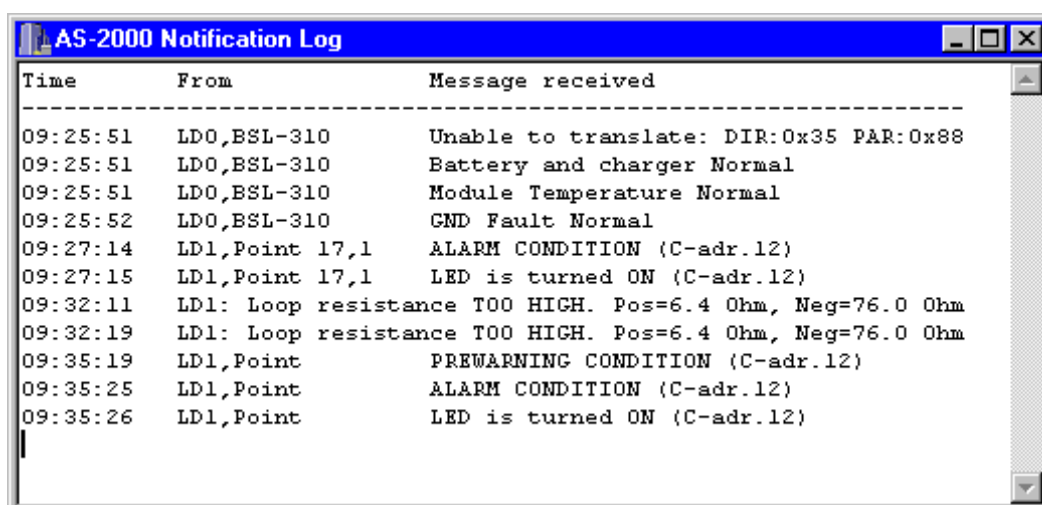 AS-2000 Notification Log
Time From Message received
-------------------------------------------------------------------------
09:25:51 LD0,BSL-310 Unable to translate: DIR:0x35 PAR:0x88
09:25:51 LD0,BSL-310 Battery and charger Normal
09:25:51 LD0,BSL-310 Module Temperature Normal
09:25:52 LD0,BSL-310 GND Fault Normal
09:27:14 LD1,Point 17,1 ALARM CONDITION (C-adr.12)
09:27:15 LD1,Point 17,1 LED is turned ON (C-adr.12)
09:32:11 LD1: Loop resistance TOO HIGH. Pos=6.4 Ohm, Neg=76.0 Ohm
09:32:19 LD1: Loop resistance TOO HIGH. Pos=6.4 Ohm, Neg=76.0 Ohm
09:35:19 LD1,Point PREWARNING CONDITION (C-adr.12)
09:35:25 LD1,Point ALARM CONDITION (C-adr.12)
09:35:26 LD1,Point LED is turned ON (C-adr.12)